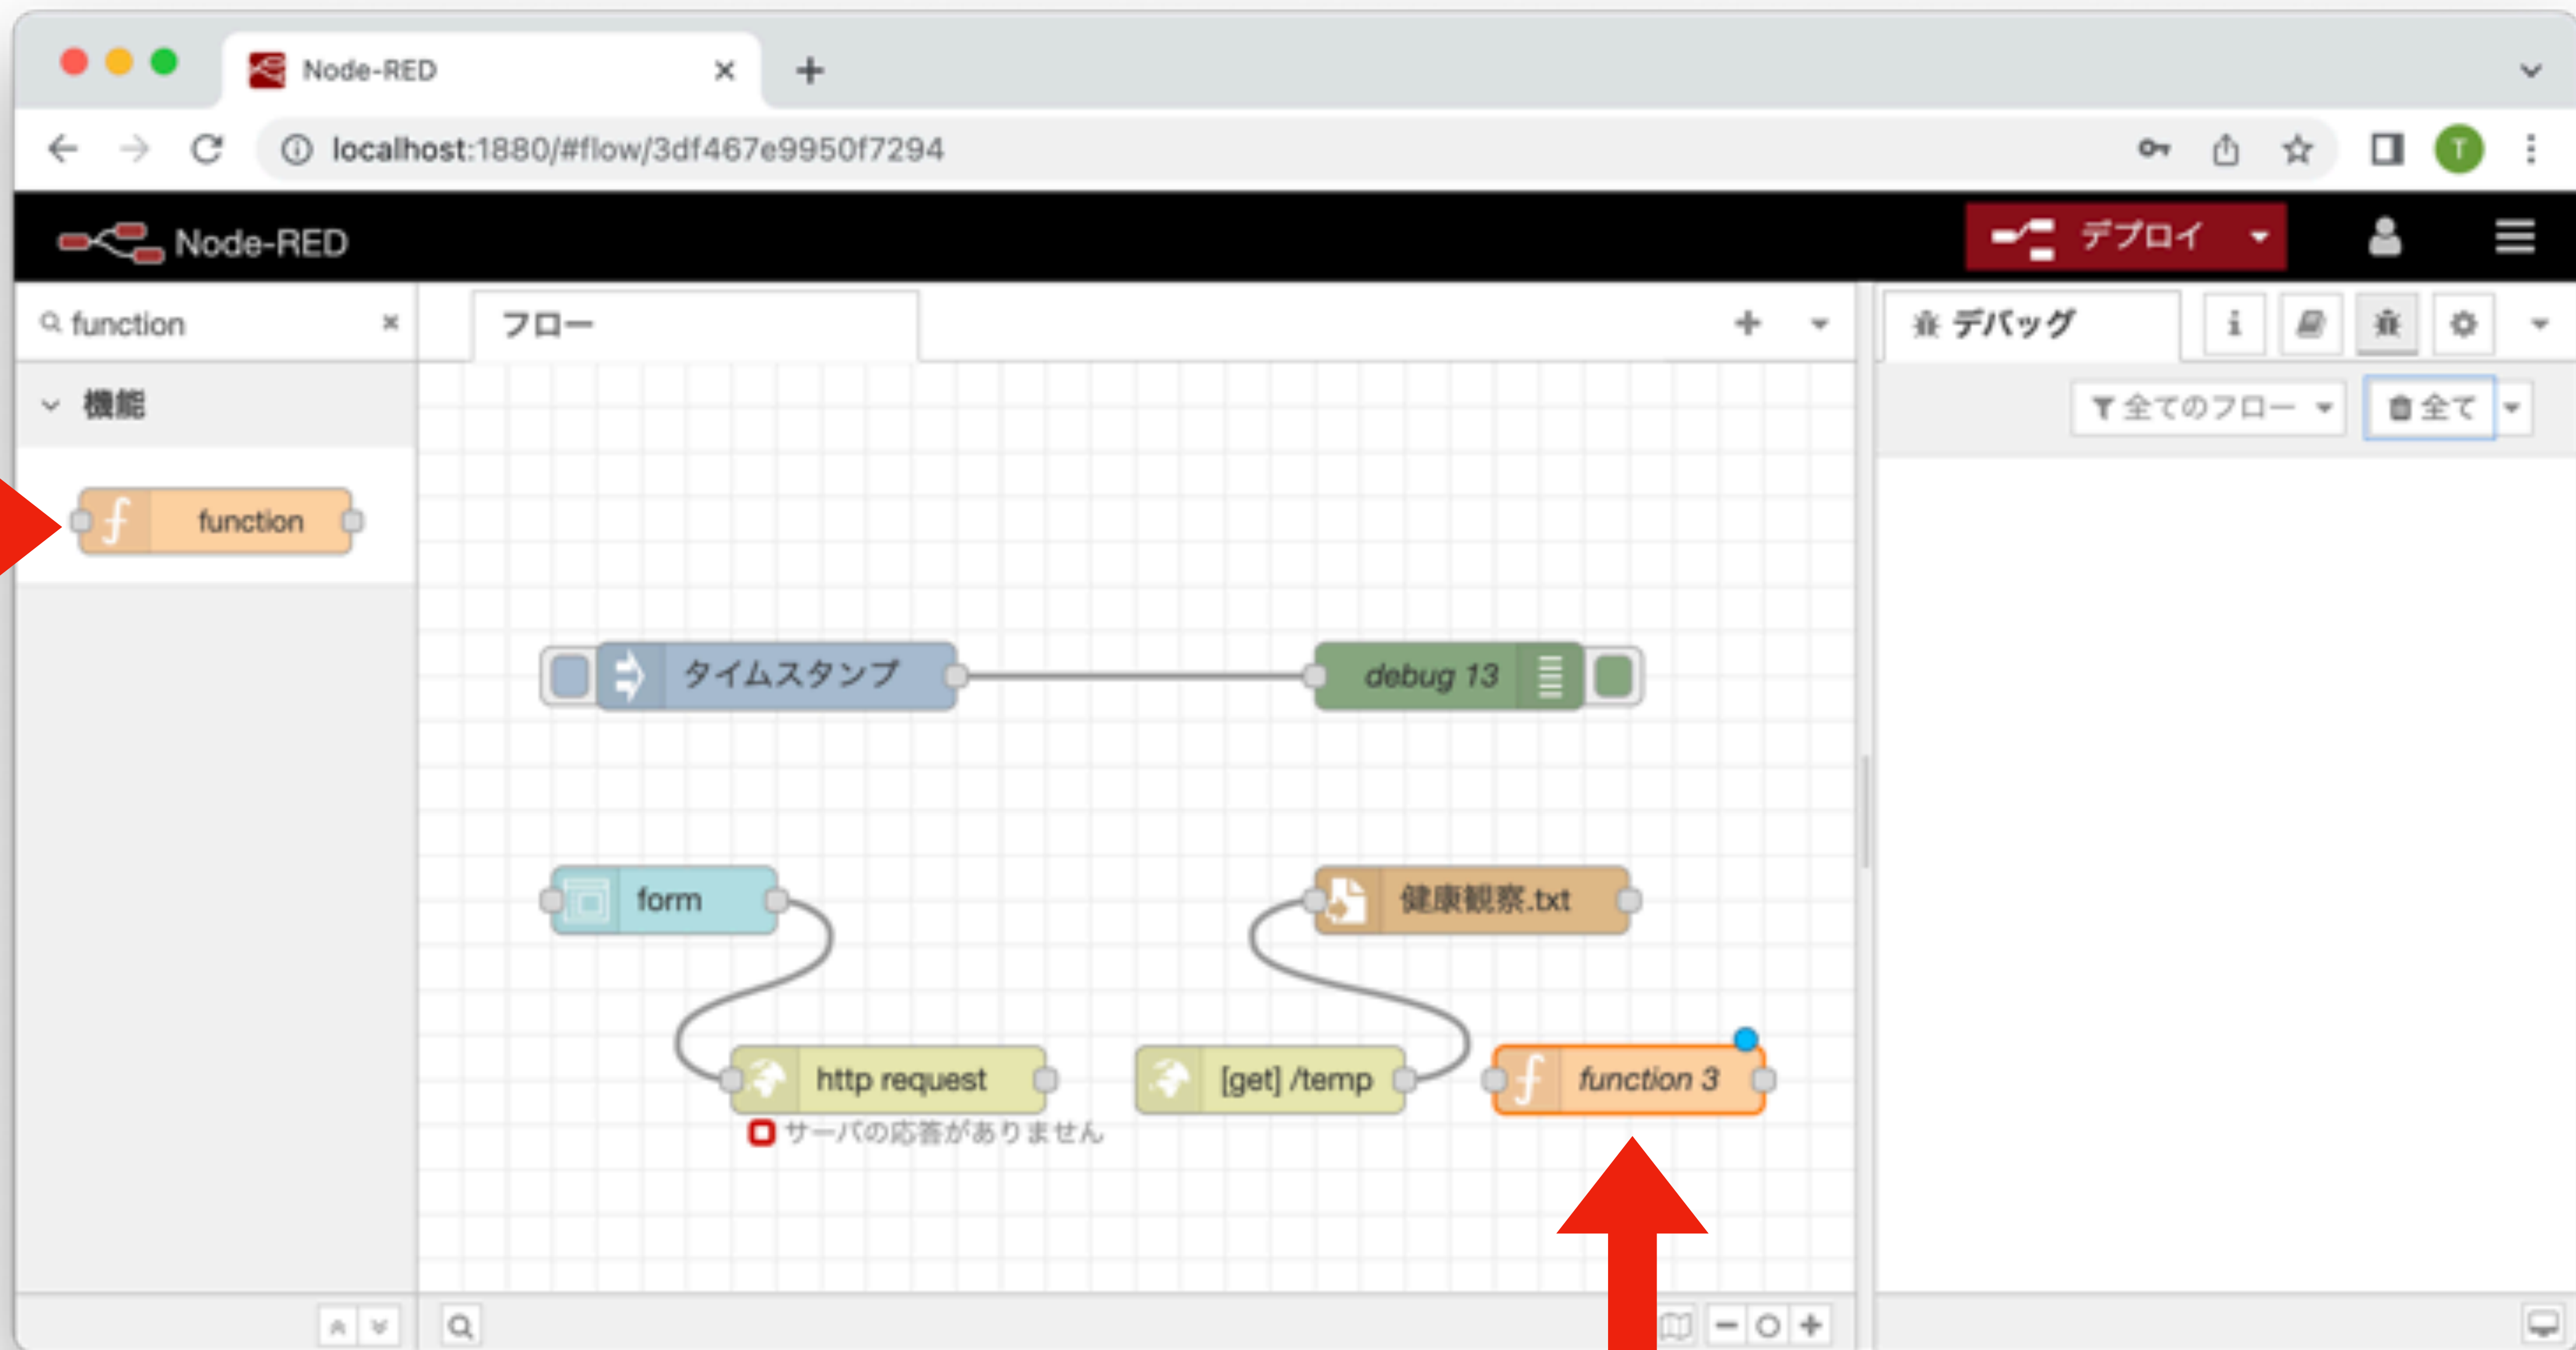 Node-RED
localhost:1880/#flow/3df467e9950f7294
T
Node-RED
デプロイ
function
フロー
デバッグ
機能
全てのフロー
全て
function
タイムスタンプ
debug 13
form
健康観察.txt
http request
[get] /temp
function 3
サーバの応答がありません